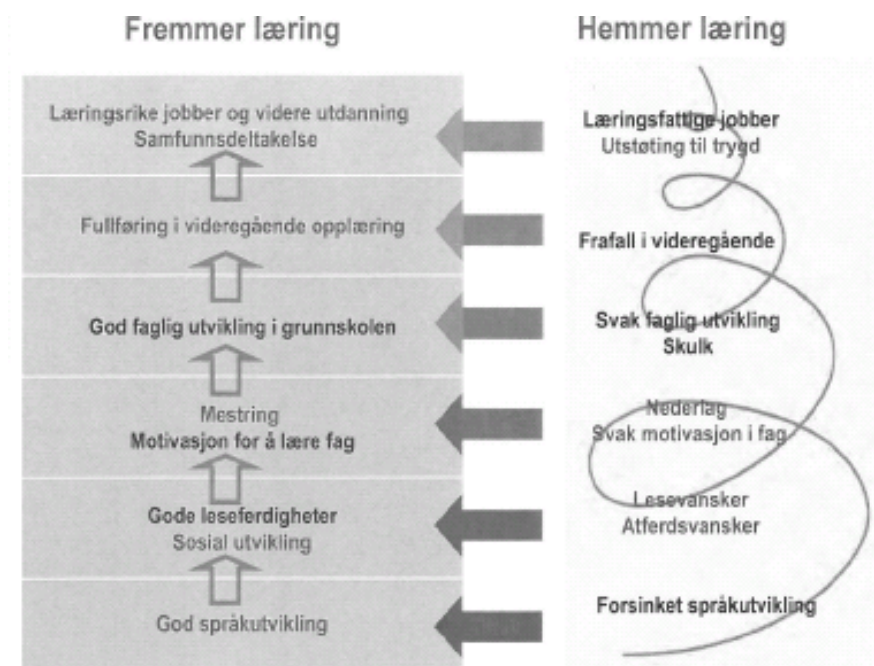 Fremmer læring
Læringsrike jobber og videre utdanning
Samfunnsdeltakelse
Fullføring i videregående opplæring
God faglig utvikling i grunnskolen
Mestring
Motivasjon for å lære fag
Gode leseferdigheter
Sosial utvikling
God språkutvikling
Hemmer læring
Læringsfattige jobber
Utstøting til trygd
Frafall i videregående
Svak faglig utvikling
Skulk
Nederlag
Svak motivasjon i fag
Lesevansker
Atferdsvansker
Forsinket språkutvikling